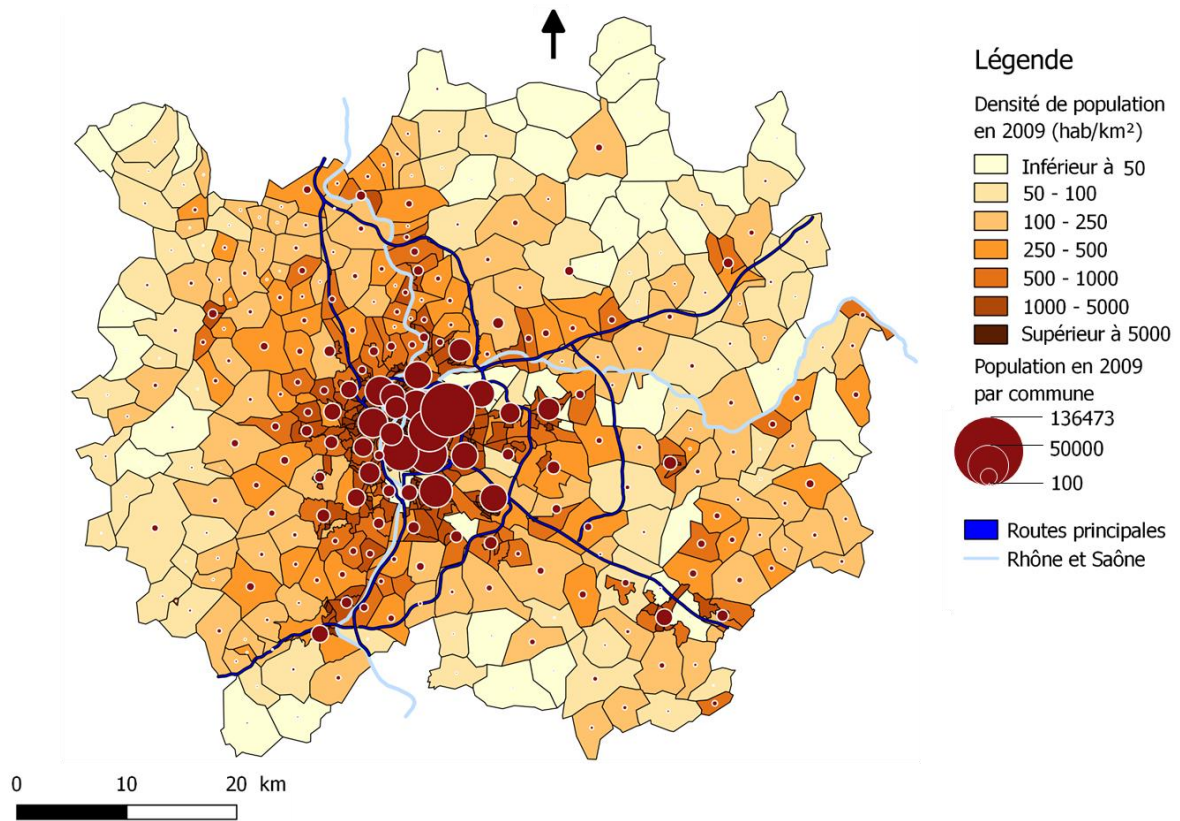 Légende
Densité de population
en 2009 (hab/km²)
Inférieur à 50
50 - 100
100 - 250
250 - 500
500 - 1000
1000 - 5000
Supérieur à 5000
Population en 2009
par commune
136473
50000
100
Routes principales
Rhône et Saône
0 10 20 km